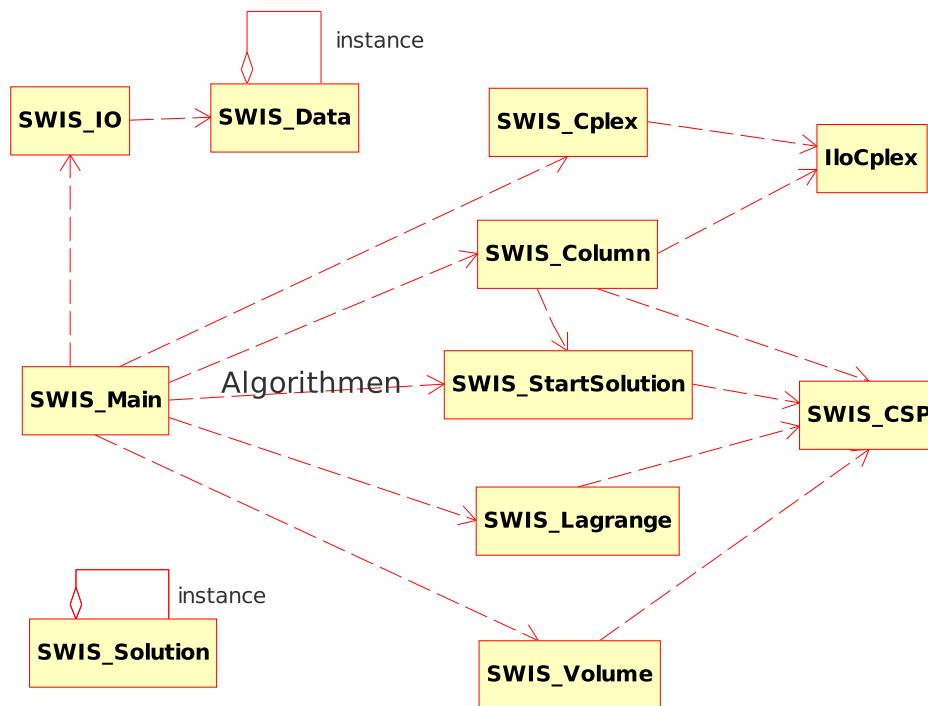 instance
SWIS_IO
SWIS_Data
SWIS_Cplex
IloCplex
SWIS_Column
Algorithmen
SWIS_StartSolution
SWIS_Main
SWIS_CSP
SWIS_Lagrange
instance
SWIS_Solution
SWIS_Volume